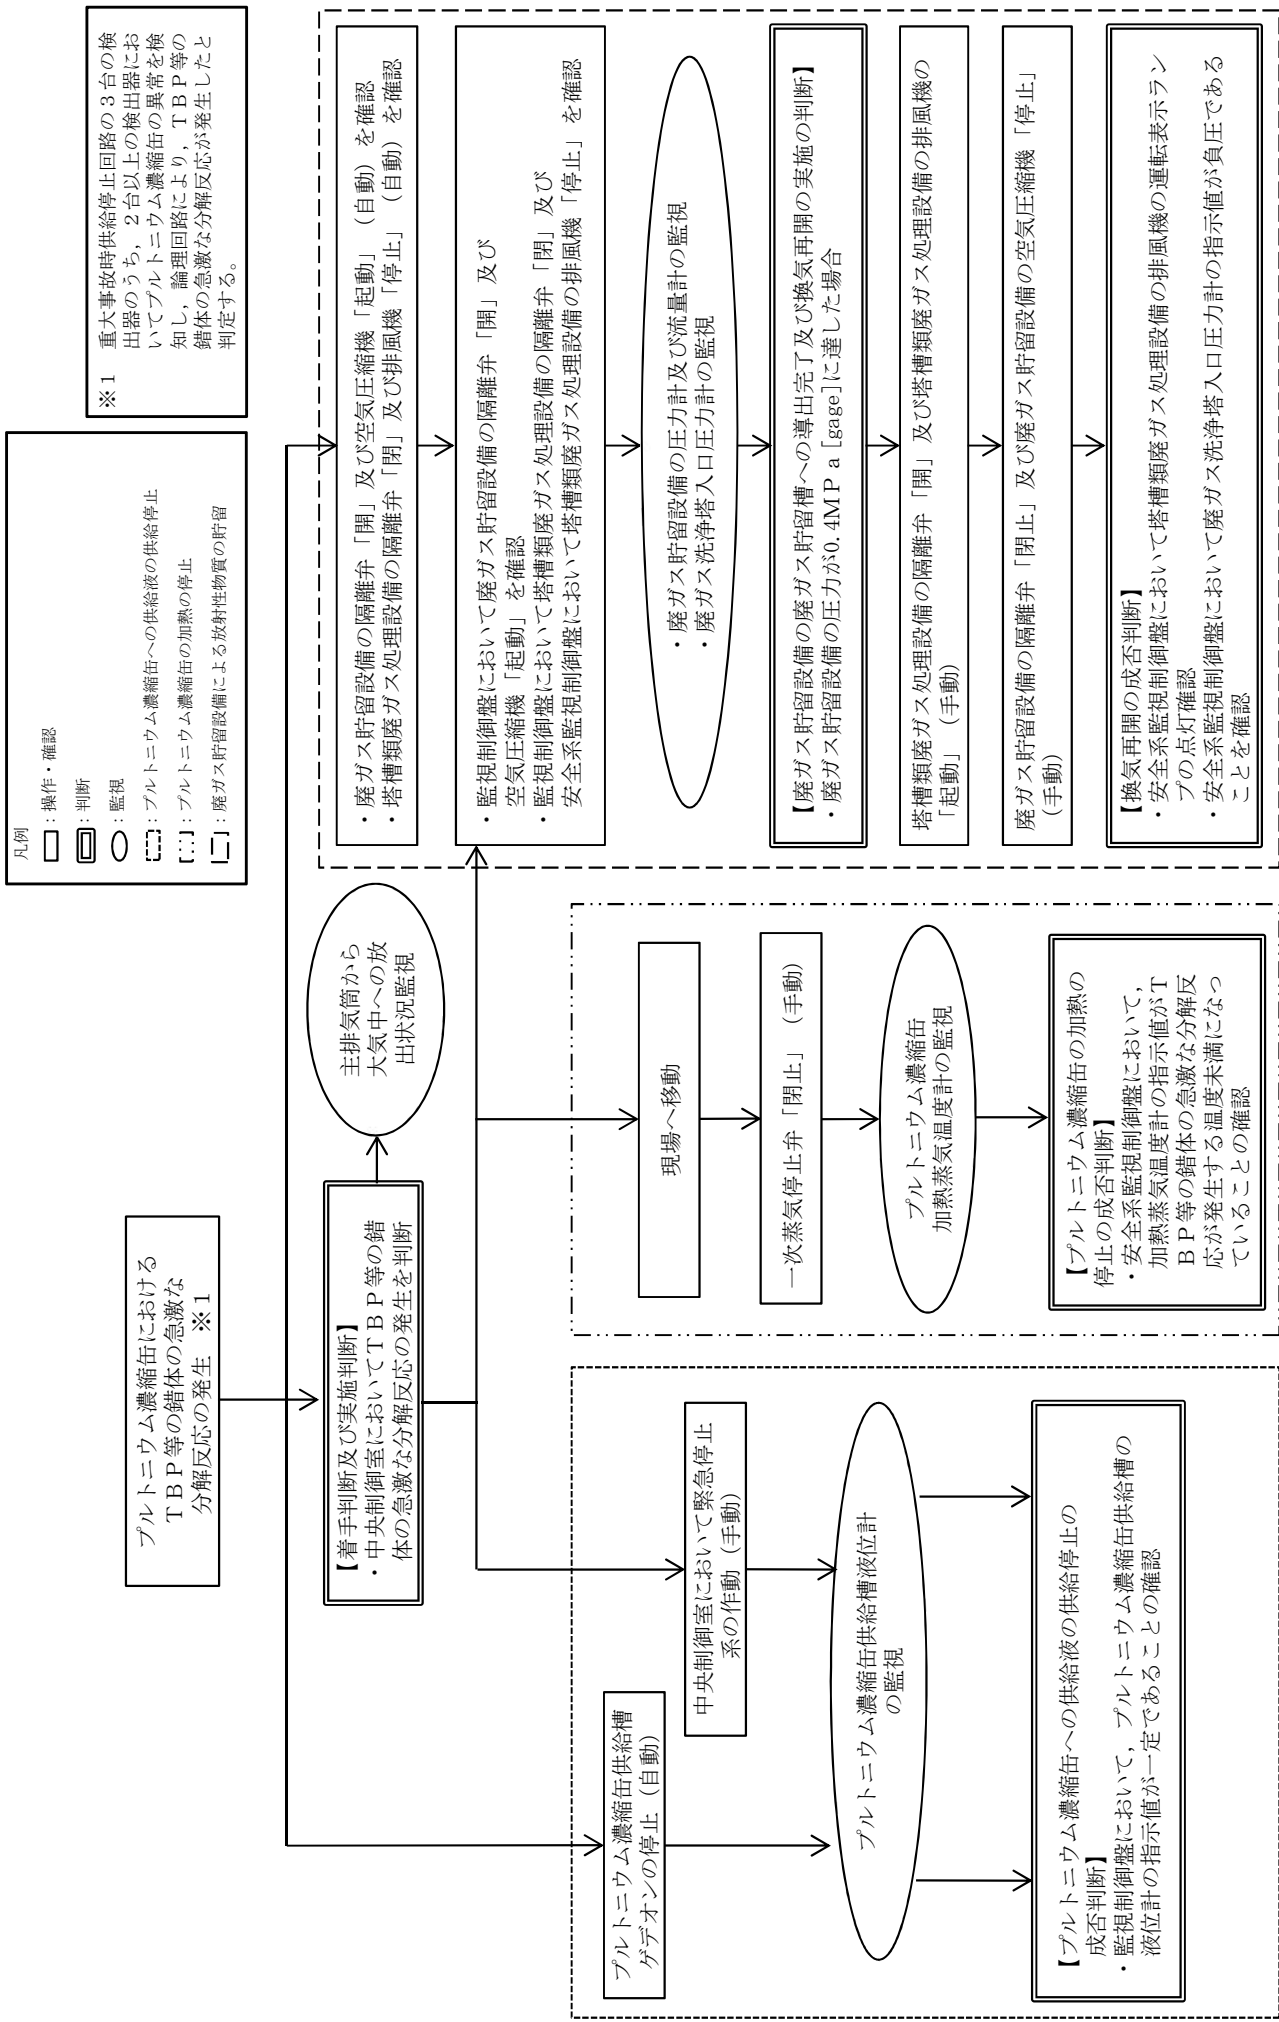 プルトニウム濃縮缶における
ＴＢＰ等の錯体の急激な
分解反応の発生　※１
凡例
：操作・確認
：判断
：監視
：プルトニウム濃縮缶への供給液の供給停止
：プルトニウム濃縮缶の加熱の停止
：廃ガス貯留設備による放射性物質の貯留
※１　重大事故時供給停止回路の３台の検
出器のうち，２台以上の検出器にお
いてプルトニウム濃縮缶の異常を検
知し，論理回路により，ＴＢＰ等の
錯体の急激な分解反応が発生したと
判定する。
【着手判断及び実施判断】
・中央制御室においてＴＢＰ等の錯
体の急激な分解反応の発生を判断
主排気筒から
大気中への放
出状況監視
プルトニウム濃縮缶供給槽
ゲデオンの停止（自動）
中央制御室において緊急停止
系の作動（手動）
プルトニウム濃縮缶供給槽液位計
の監視
【プルトニウム濃縮缶への供給液の供給停止の
成否判断】
・監視制御盤において，プルトニウム濃縮缶供給槽の
液位計の指示値が一定であることの確認
現場へ移動
一次蒸気停止弁「閉止」（手動）
プルトニウム濃縮缶
加熱蒸気温度計の監視
【プルトニウム濃縮缶の加熱の
停止の成否判断】
・安全系監視制御盤において，
加熱蒸気温度計の指示値がＴ
ＢＰ等の錯体の急激な分解反
応が発生する温度未満になっ
ていることの確認
・廃ガス貯留設備の隔離弁「開」及び空気圧縮機「起動」（自動）を確認
・塔槽類廃ガス処理設備の隔離弁「閉」及び排風機「停止」（自動）を確認
・監視制御盤において廃ガス貯留設備の隔離弁「開」及び
空気圧縮機「起動」を確認
・監視制御盤において塔槽類廃ガス処理設備の隔離弁「閉」及び
安全系監視制御盤において塔槽類廃ガス処理設備の排風機「停止」を確認
・廃ガス貯留設備の圧力計及び流量計の監視
・廃ガス洗浄塔入口圧力計の監視
【廃ガス貯留設備の廃ガス貯留槽への導出完了及び換気再開の実施の判断】
・廃ガス貯留設備の圧力が0.4ＭＰａ[gage]に達した場合
塔槽類廃ガス処理設備の隔離弁「開」及び塔槽類廃ガス処理設備の排風機の
「起動」（手動）
廃ガス貯留設備の隔離弁「閉止」及び廃ガス貯留設備の空気圧縮機「停止」
（手動）
【換気再開の成否判断】
・安全系監視制御盤において塔槽類廃ガス処理設備の排風機の運転表示ラン
プの点灯確認
・安全系監視制御盤において廃ガス洗浄塔入口圧力計の指示値が負圧である
ことを確認